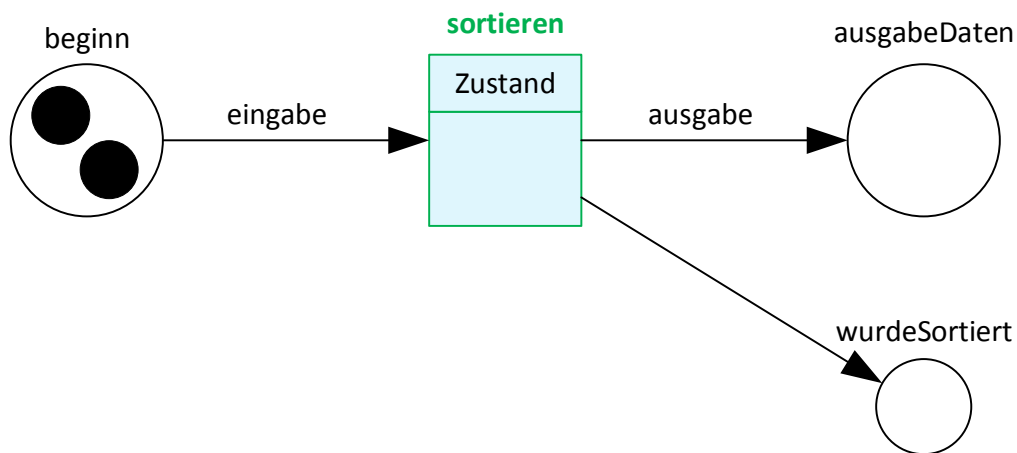 sortieren
beginn
ausgabeDaten
Zustand
eingabe
ausgabe
wurdeSortiert